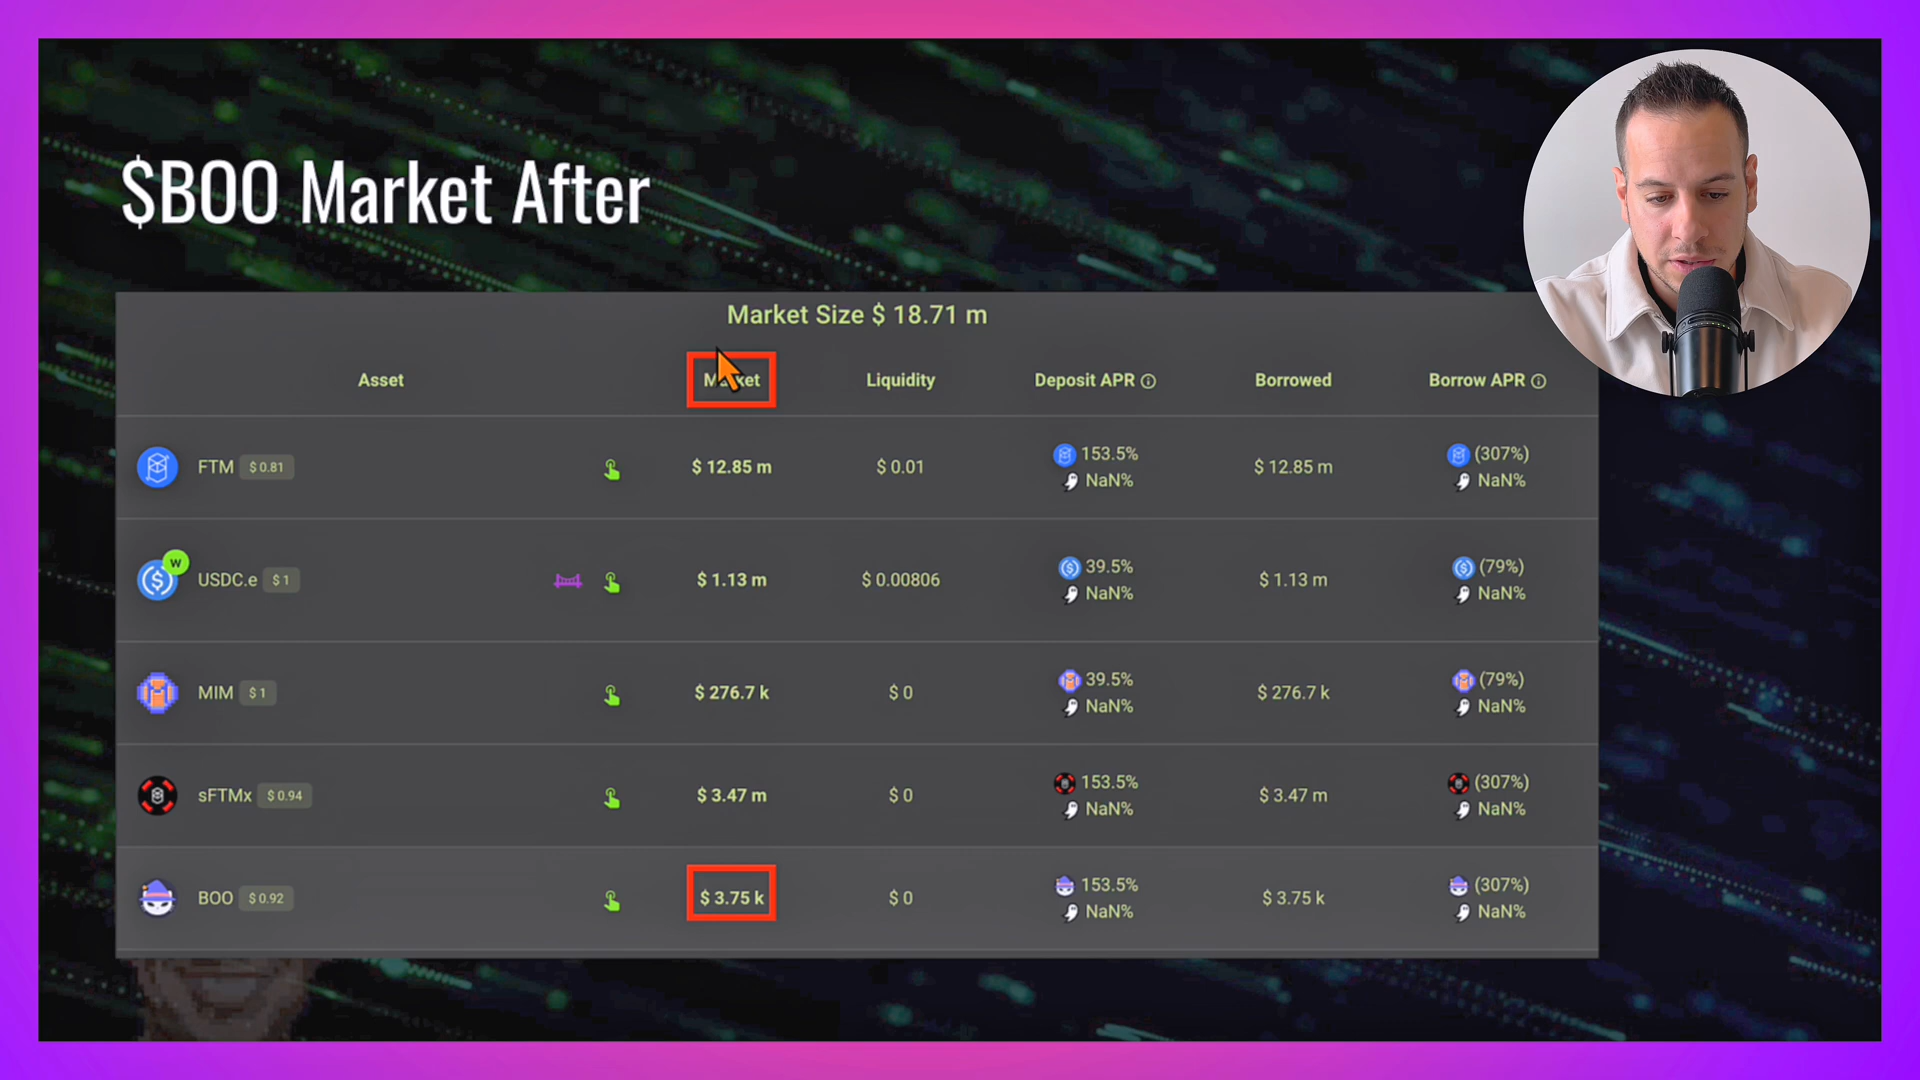 $BOO Market After
Market Size $ 18.71 m
Asset Market Liquidity Deposit APR Borrowed Borrow APR
FTM $ 0.81 $ 12.85 m $ 0.01 153.5% NaN% $ 12.85 m (307%) NaN%
W
USDC.e $ 1 $ 1.13 m $ 0.00806 39.5% NaN% $ 1.13 m (79%) NaN%
MIM $ 1 $ 276.7 k $ 0 39.5% NaN% $ 276.7 k (79%) NaN%
sFTMx $ 0.94 $ 3.47 m $ 0 153.5% NaN% $ 3.47 m (307%) NaN%
BOO $ 0.92 $ 3.75 k $ 0 153.5% NaN% $ 3.75 k (307%) NaN%